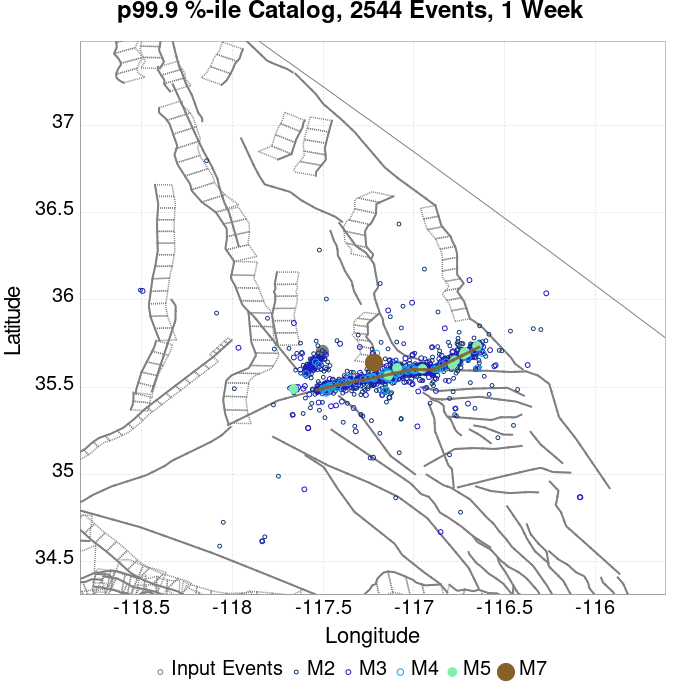 p99.9 %-ile Catalog, 2544 Events, 1 Week
37
36.5
36
35.5
35
34.5
Latitude
-118.5 -118 -117.5 -117 -116.5 -116
Longitude
Input Events M2 M3 M4 M5 M7